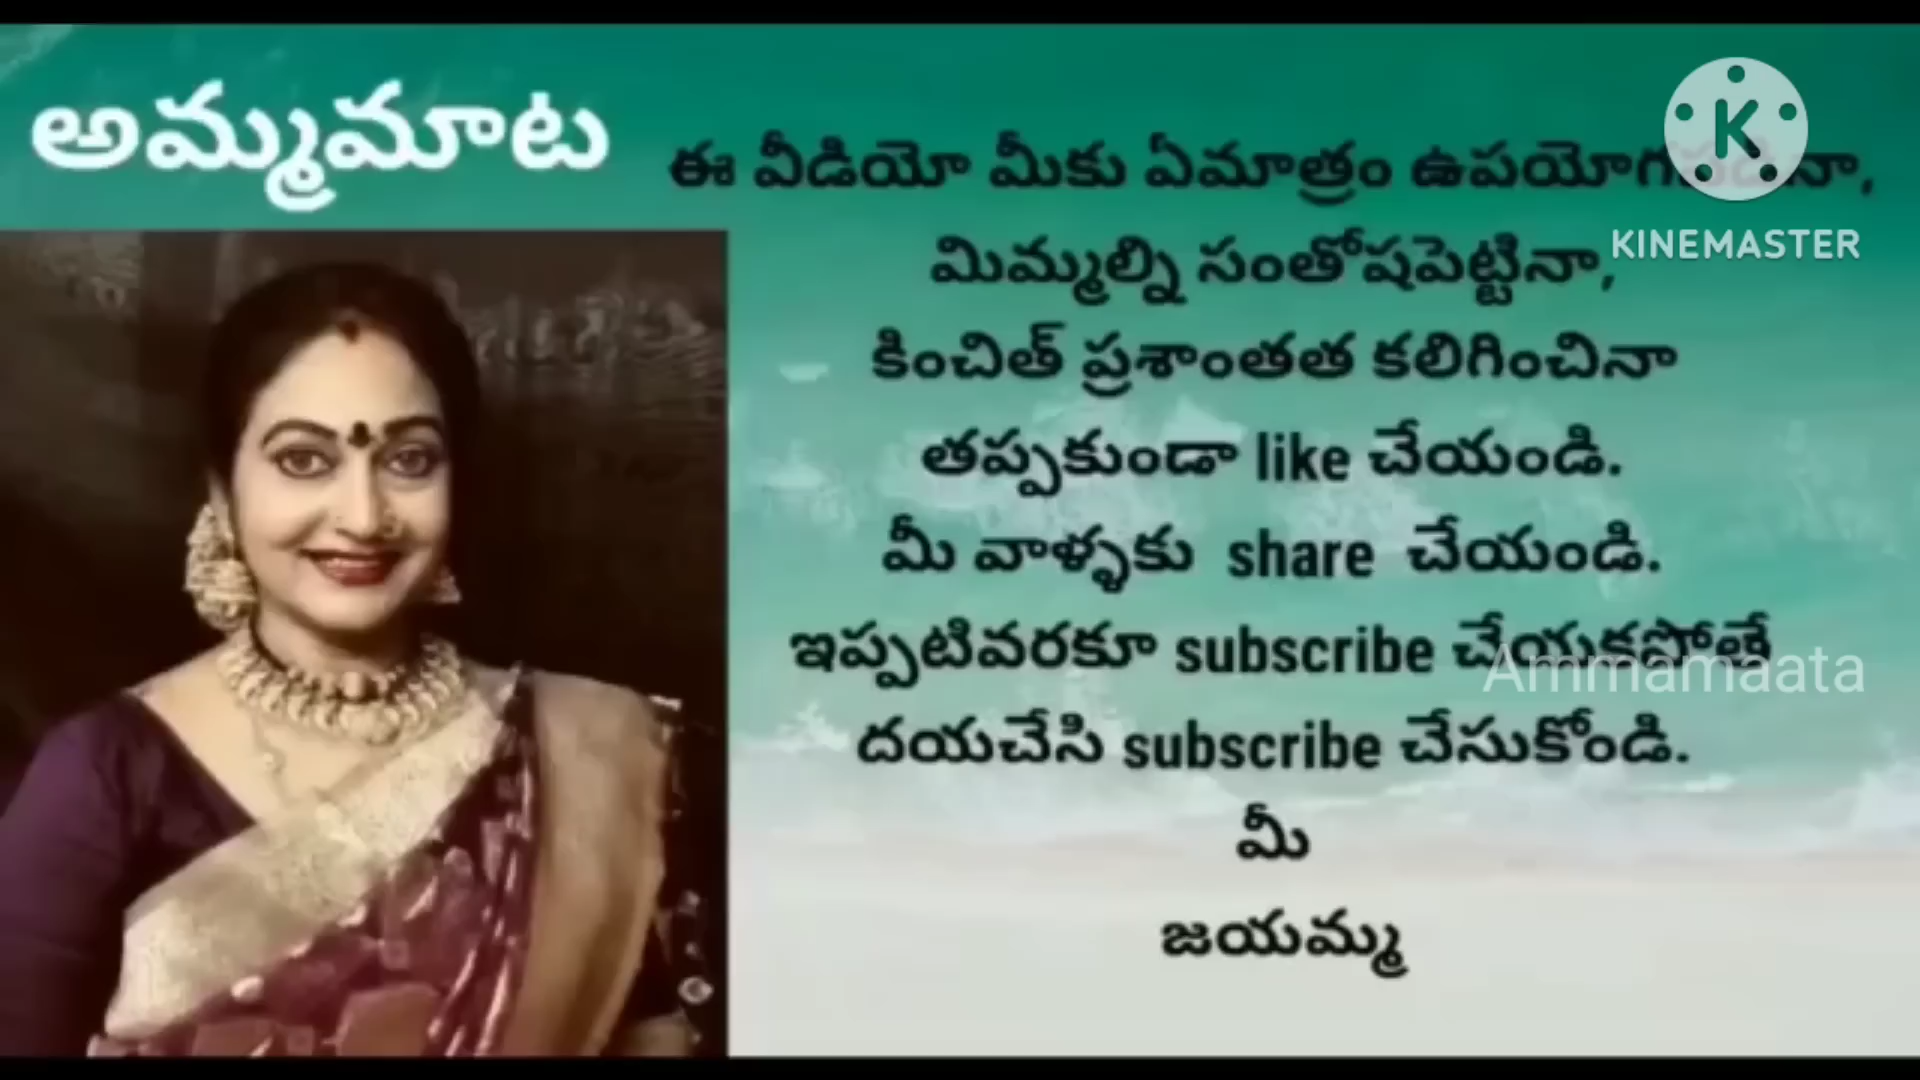 అమ్మమాట
ఈ వీడియో మీకు ఏమాత్రం
మిమ్మల్ని సంతోషపెట్టినా,
కించిత్ ప్రశాంతత కలిగించినా
తప్పకుండా like చేయండి.
మీ వాళ్ళకు share చేయండి.
ఇప్పటివరకూ subscribe చేయకపోతే
దయచేసి subscribe చేసుకోండి.
మీ
జయమ్మ
K
KINEMASTER
Ammamaata